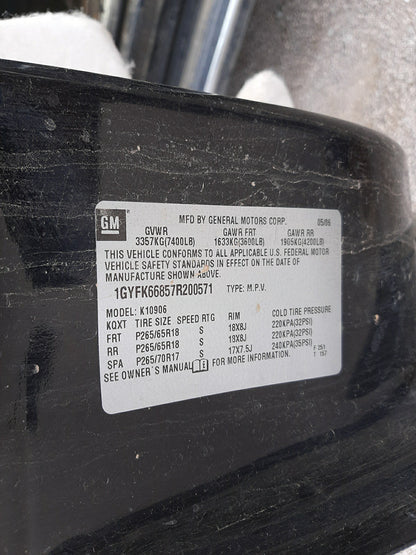 GM
MFD BY GENERAL MOTORS CORP. 05/06
GVWR GAWR FRT GAWR RR
3357KG(7400LB) 1633KG(3600LB) 1905KG(4200LB)
THIS VEHICLE CONFORMS TO ALL APPLICABLE U.S. FEDERAL MOTOR
VEHICLE SAFETY STANDARDS IN EFFECT ON THE DATE OF
MANUFACTURE SHOWN ABOVE.
1GYFK66857R200571 TYPE: M.P.V.
MODEL: K10906
KQXT TIRE SIZE SPEED RTG RIM COLD TIRE PRESSURE
FRT P265/65R18 S 18X8J 220KPA(32PSI)
RR P265/65R18 S 18X8J 220KPA(32PSI)
SPA P265/70R17 S 17X7.5J 240KPA(35PSI)
SEE OWNER'S MANUAL FOR MORE INFORMATION.
F 251
T 157